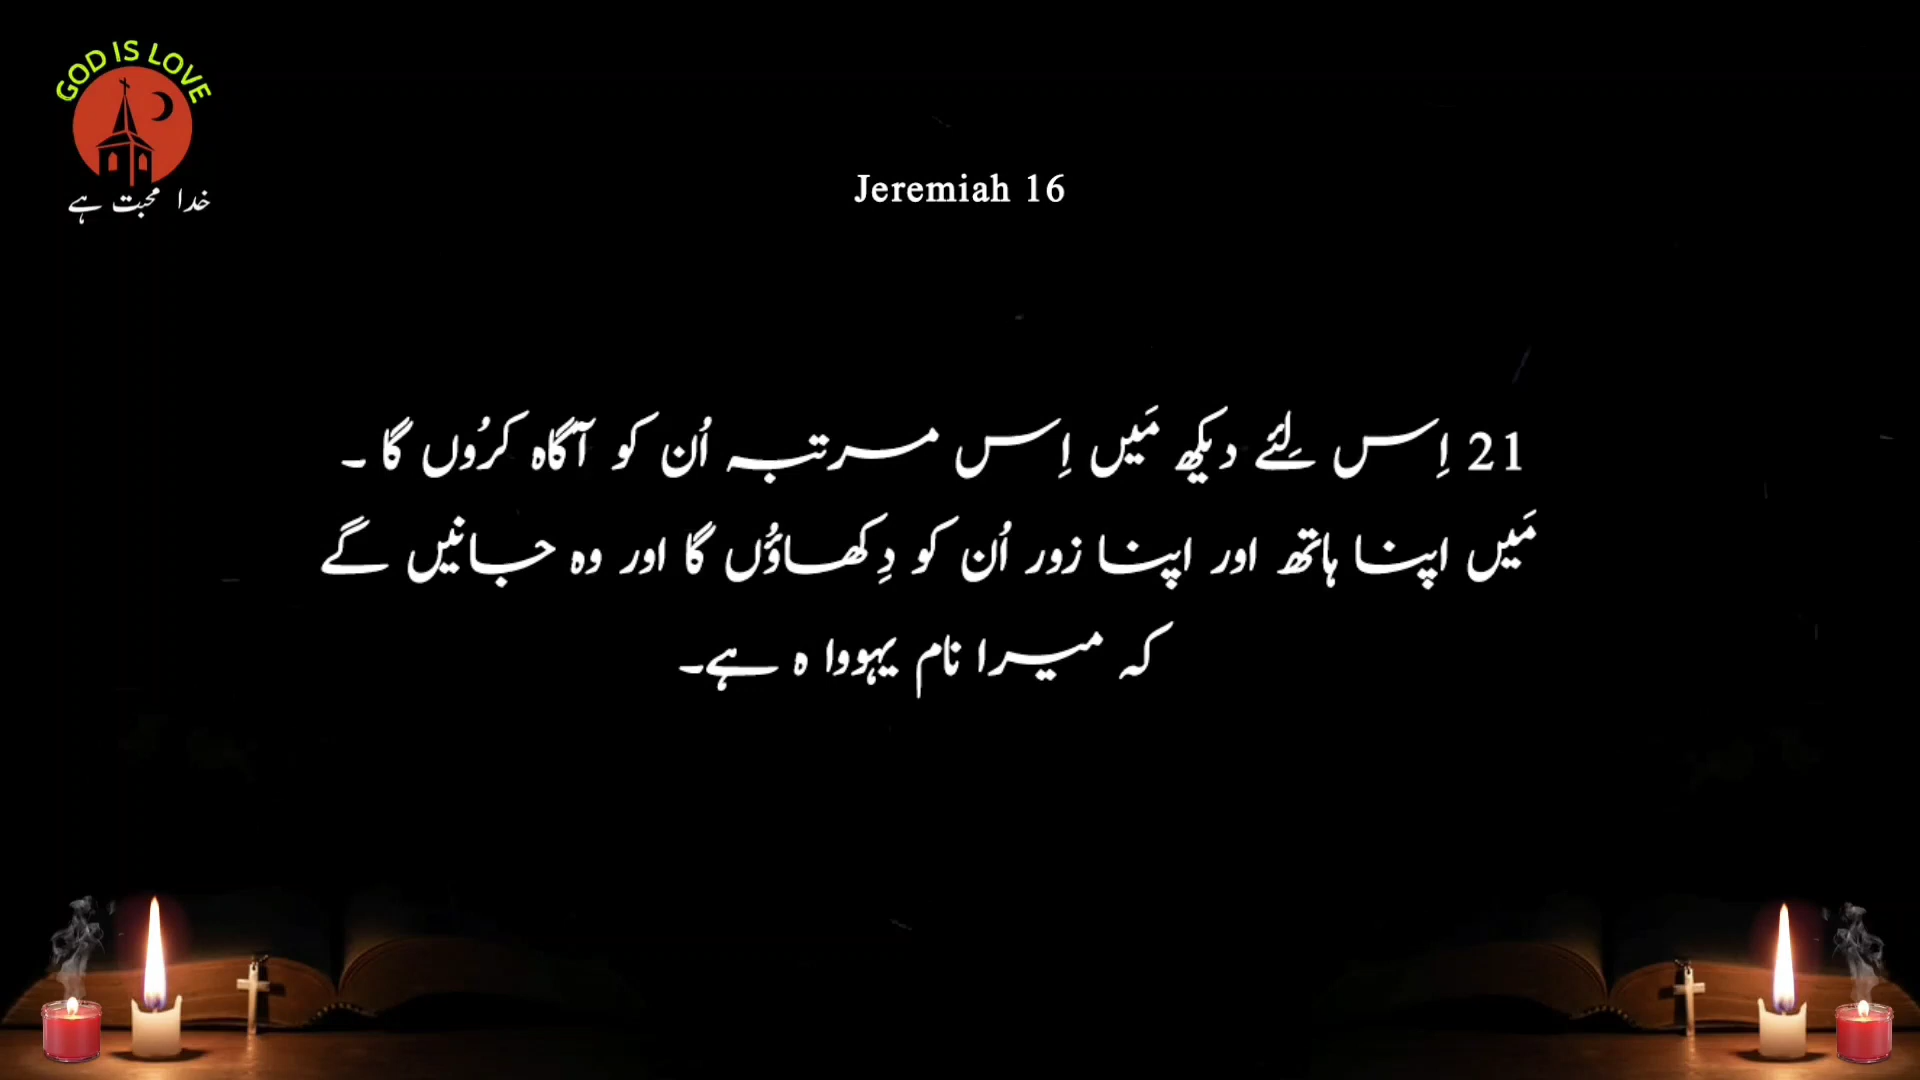 GOD IS LOVE
خدا محبت ہے
Jeremiah 16
21 اِس لِئے دیکھ مَیں اِس مرتبہ اُن کو آگاہ کرُوں گا ۔
مَیں اپنا ہاتھ اور اپنا زور اُن کو دِکھاؤُں گا اور وہ جانیں گے
کہ میرا نام یہووا ہ ہے۔